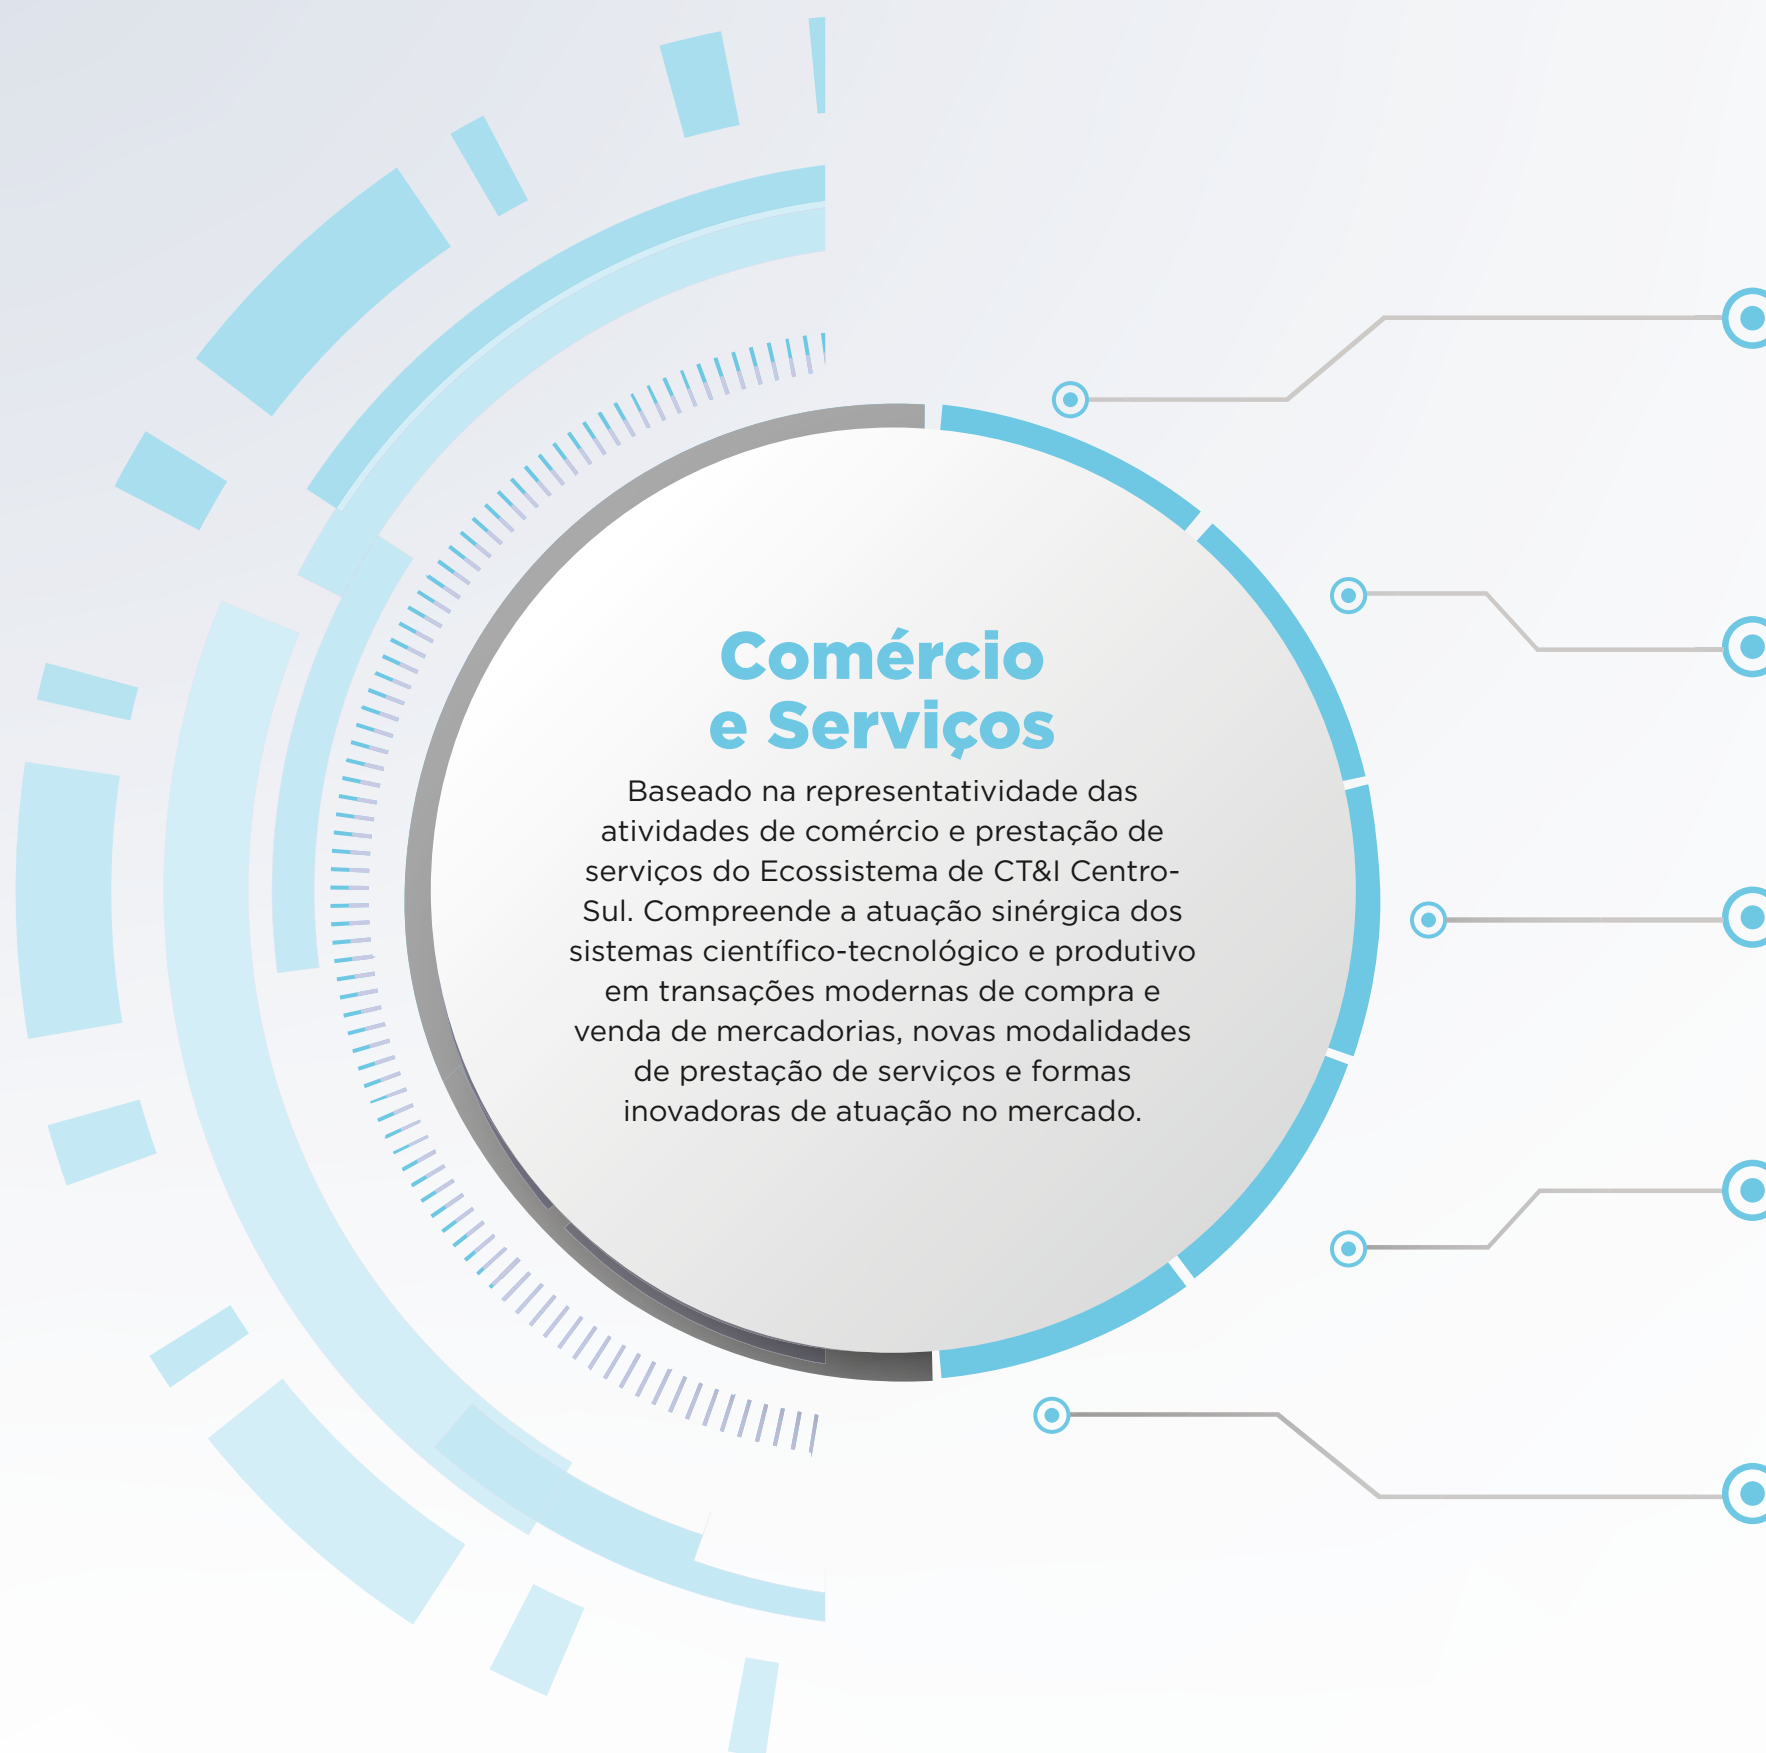 Comércio
e Serviços
Baseado na representatividade das
atividades de comércio e prestação de
serviços do Ecossistema de CT&I Centro-
Sul. Compreende a atuação sinérgica dos
sistemas científico-tecnológico e produtivo
em transações modernas de compra e
venda de mercadorias, novas modalidades
de prestação de serviços e formas
inovadoras de atuação no mercado.